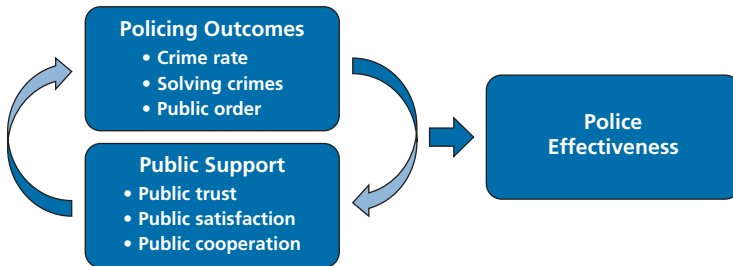 Policing Outcomes
• Crime rate
• Solving crimes
• Public order
Public Support
• Public trust
• Public satisfaction
• Public cooperation
Police
Effectiveness